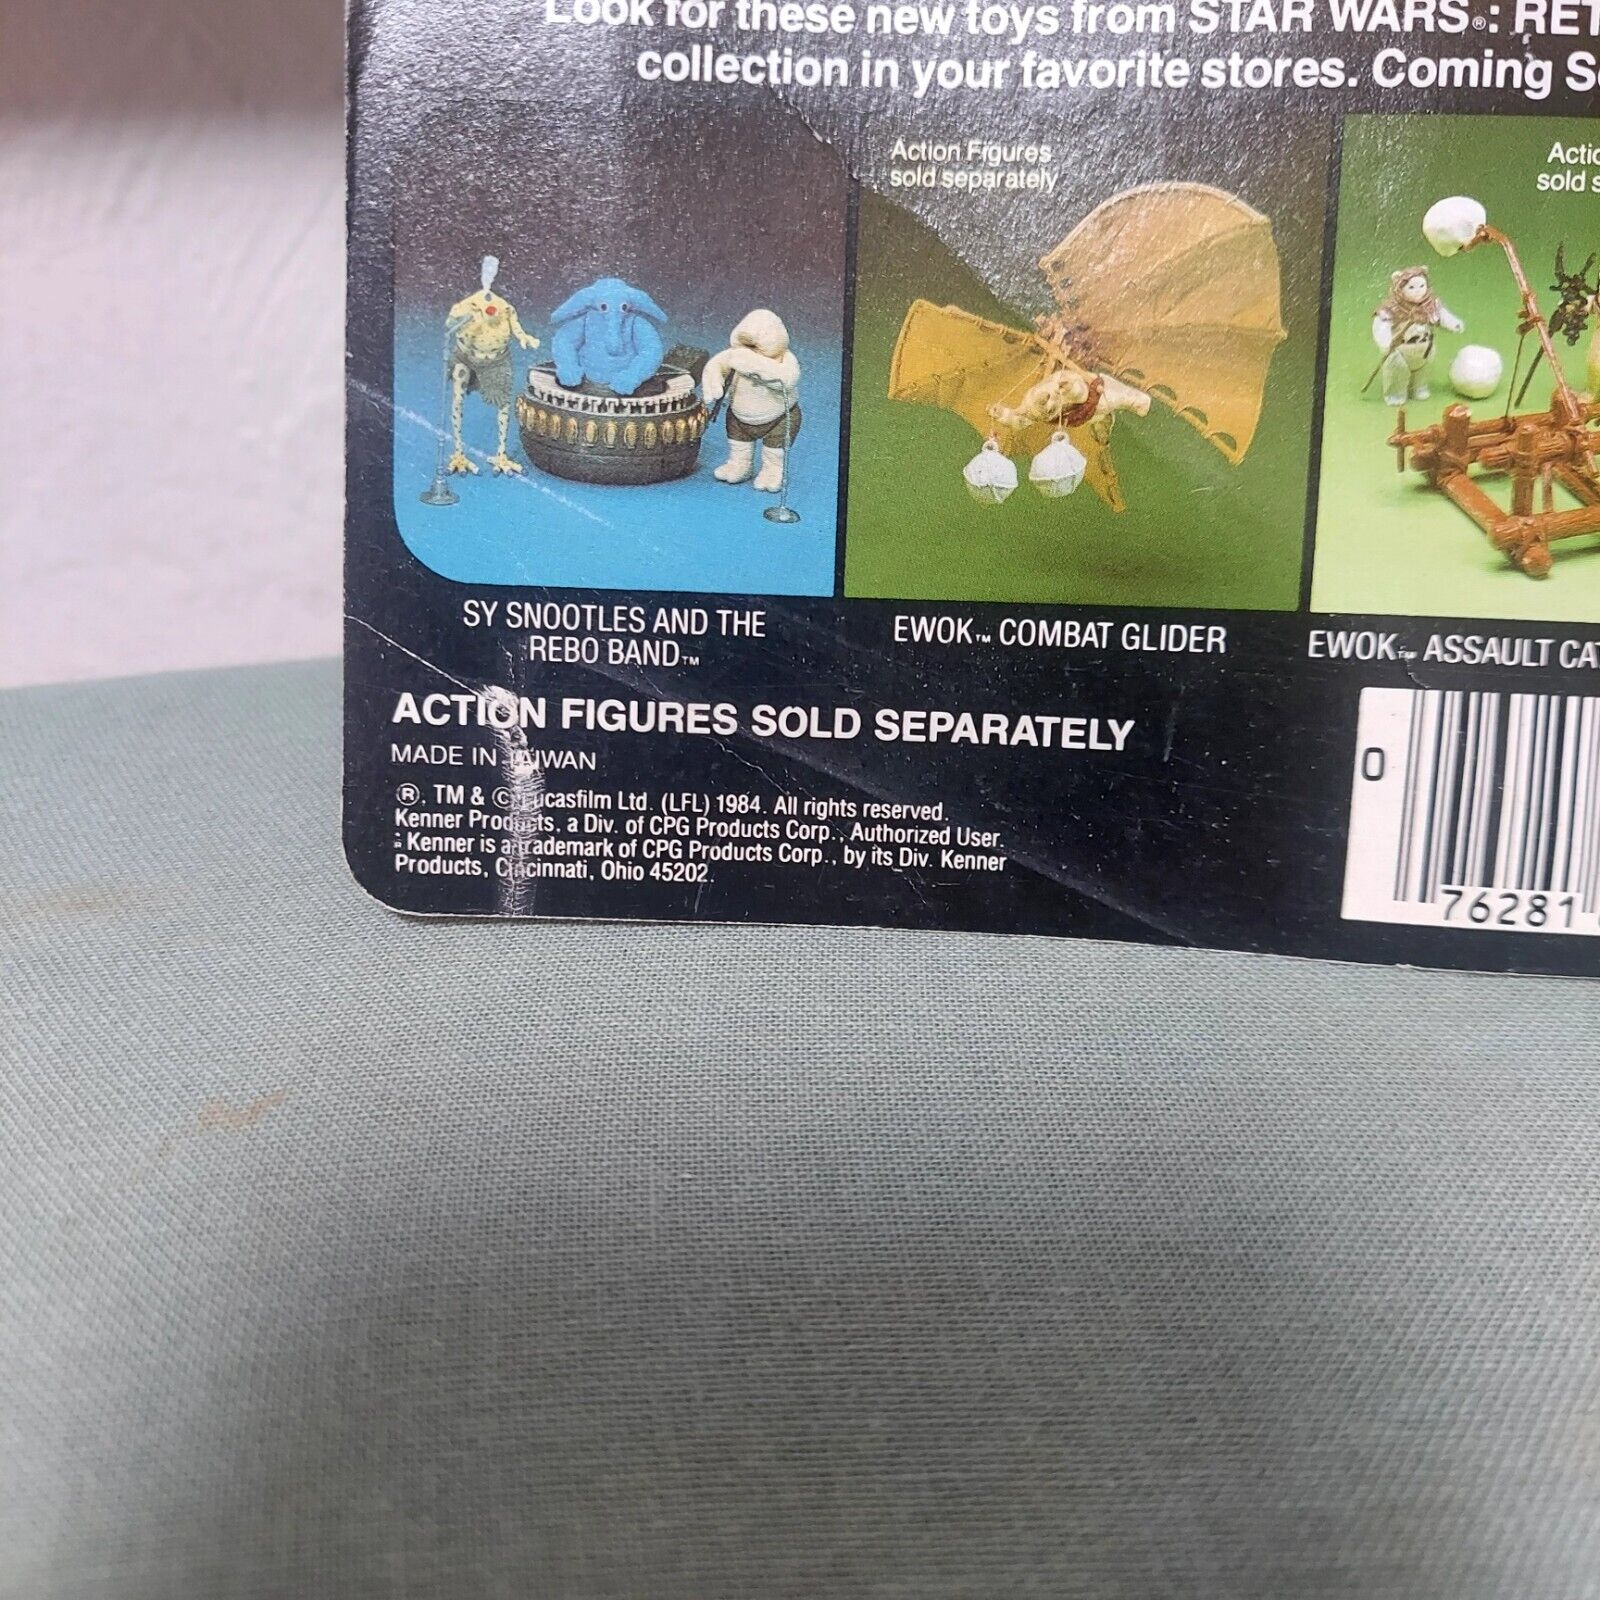 Look for these new toys from STAR WARS®: RET
collection in your favorite stores. Coming S
Action Figures
sold separately
Actio
sold s
SY SNOOTLES AND THE
REBO BAND™
EWOK™ COMBAT GLIDER
EWOK™ ASSAULT CAT
ACTION FIGURES SOLD SEPARATELY
MADE IN TAIWAN
®, TM & © Lucasfilm Ltd. (LFL) 1984. All rights reserved.
Kenner Products, a Div. of CPG Products Corp., Authorized User.
® Kenner is a trademark of CPG Products Corp., by its Div. Kenner
Products, Cincinnati, Ohio 45202.
0
76281